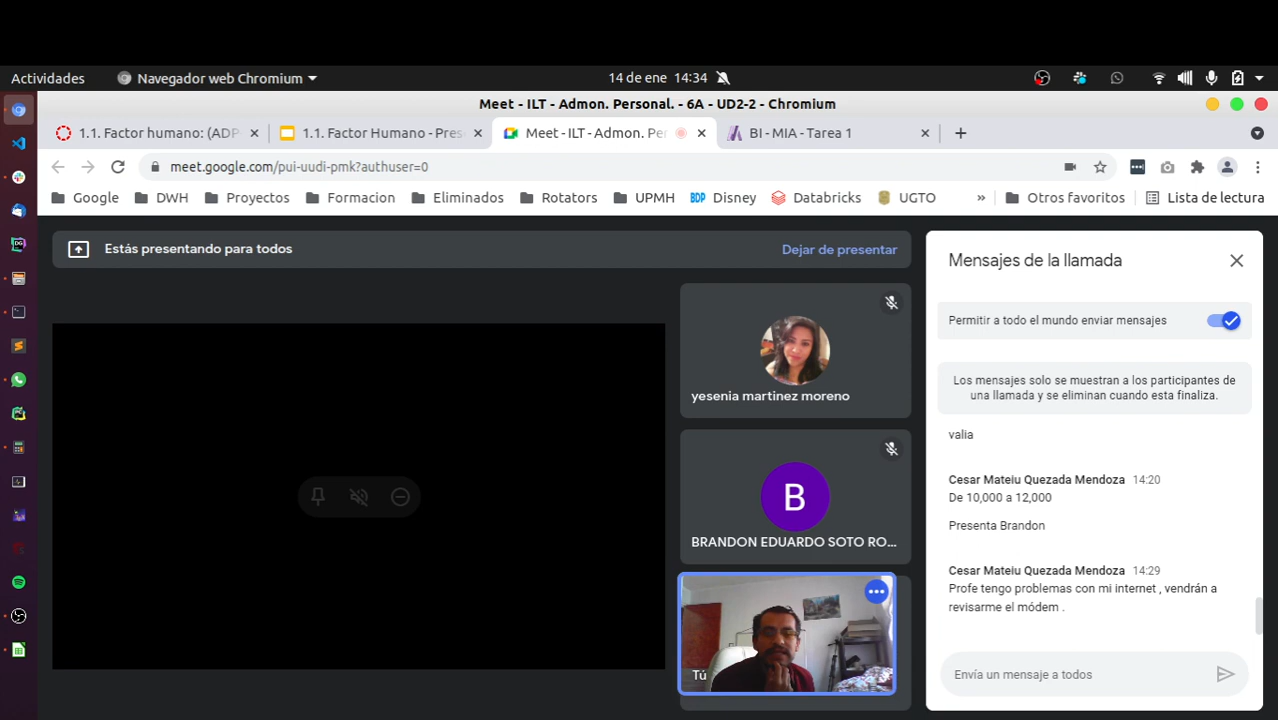 Actividades
Navegador web Chromium
14 de ene 14:34
Meet - ILT - Admon. Personal. - 6A - UD2-2 - Chromium
1.1. Factor humano: (ADP-
1.1. Factor Humano - Pres
Meet - ILT - Admon. Per
BI - MIA - Tarea 1
meet.google.com/pui-uudi-pmk?authuser=0
Google
DWH
Proyectos
Formacion
Eliminados
Rotators
UPMH
BDP Disney
Databricks
UGTO
»
Otros favoritos
Lista de lectura
Estás presentando para todos
Dejar de presentar
yesenia martinez moreno
B
BRANDON EDUARDO SOTO RO...
Tú
Mensajes de la llamada
Permitir a todo el mundo enviar mensajes
Los mensajes solo se muestran a los participantes de
una llamada y se eliminan cuando esta finaliza.
valia
Cesar Mateiu Quezada Mendoza 14:20
De 10,000 a 12,000
Presenta Brandon
Cesar Mateiu Quezada Mendoza 14:29
Profe tengo problemas con mi internet , vendrán a
revisarme el módem .
Envía un mensaje a todos